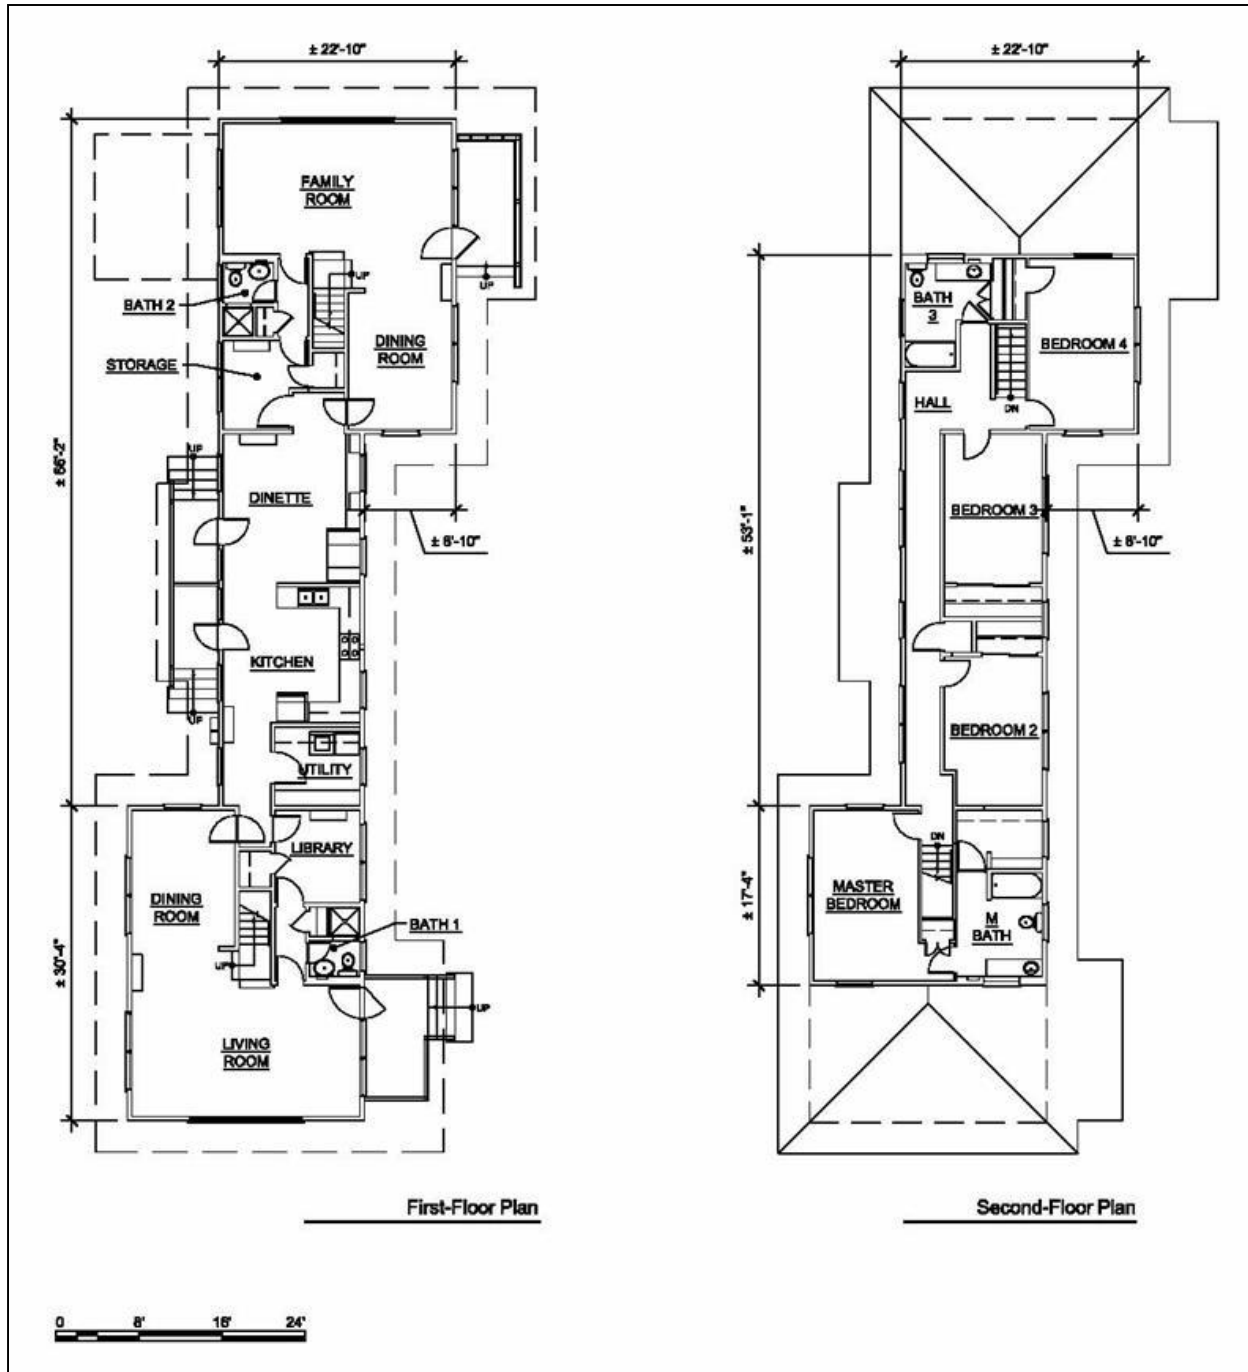 ± 22'-10"
FAMILY
ROOM
UP
UP
BATH 2
DINING
ROOM
STORAGE
UP
± 66'-2"
DINETTE
± 6'-10"
KITCHEN
UP
UTILITY
LIBRARY
DINING
ROOM
BATH 1
± 30'-4"
UP
UP
LIVING
ROOM
First-Floor Plan
± 22'-10"
BATH
3
BEDROOM 4
HALL
DN
BEDROOM 3
± 53'-1"
± 6'-10"
BEDROOM 2
DN
MASTER
BEDROOM
± 17'-4"
M
BATH
Second-Floor Plan
0 8' 16' 24'